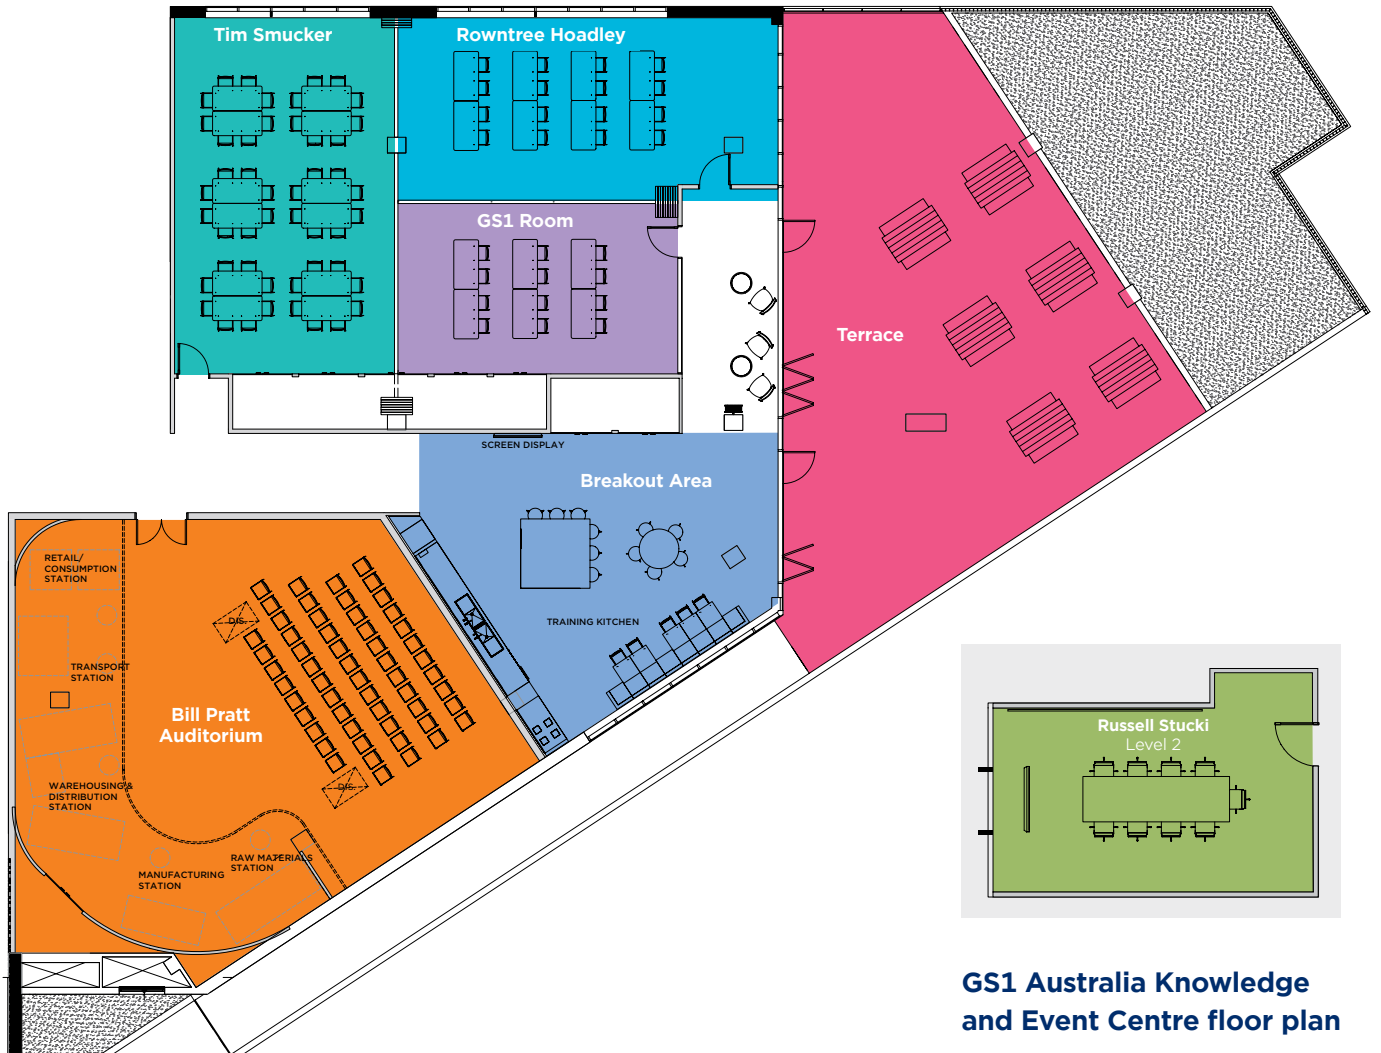 Tim Smucker
Rowntree Hoadley
GS1 Room
Terrace
SCREEN DISPLAY
Breakout Area
RETAIL/
CONSUMPTION
STATION
DIS.
TRAINING KITCHEN
TRANSPORT
STATION
Bill Pratt
Auditorium
WAREHOUSING &
DISTRIBUTION
STATION
DIS.
RAW MATERIALS
STATION
MANUFACTURING
STATION
Russell Stucki
Level 2
GS1 Australia Knowledge
and Event Centre floor plan